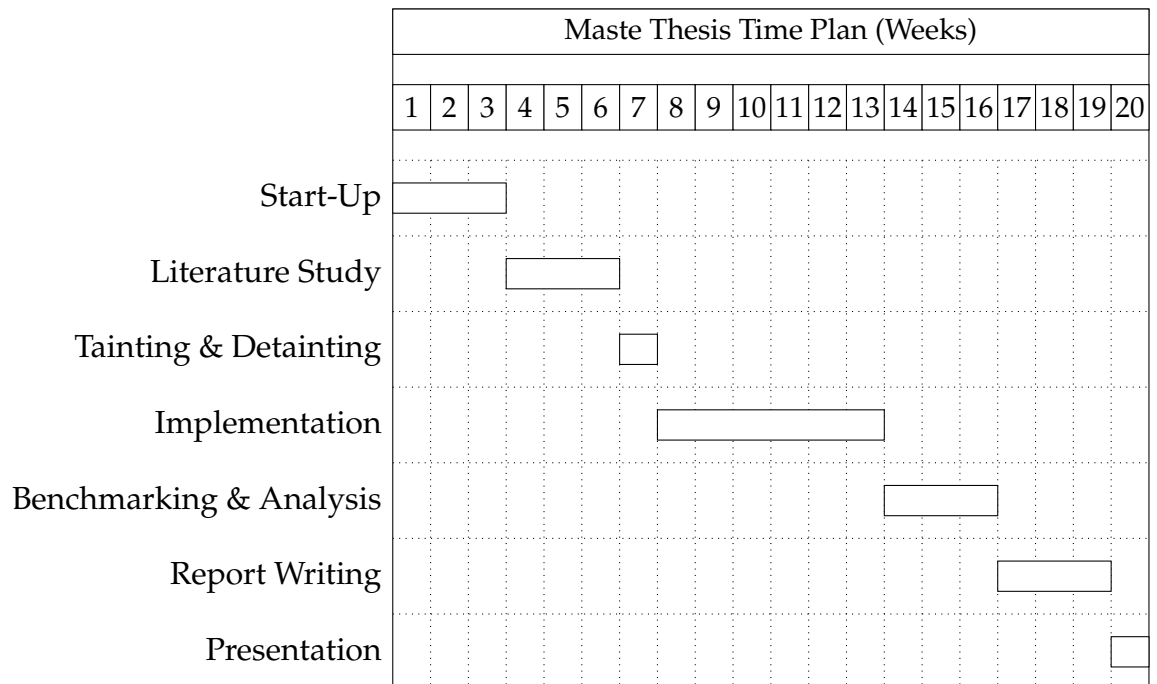 Maste Thesis Time Plan (Weeks)
1 2 3 4 5 6 7 8 9 10 11 12 13 14 15 16 17 18 19 20
Start-Up
Literature Study
Tainting & Detainting
Implementation
Benchmarking & Analysis
Report Writing
Presentation